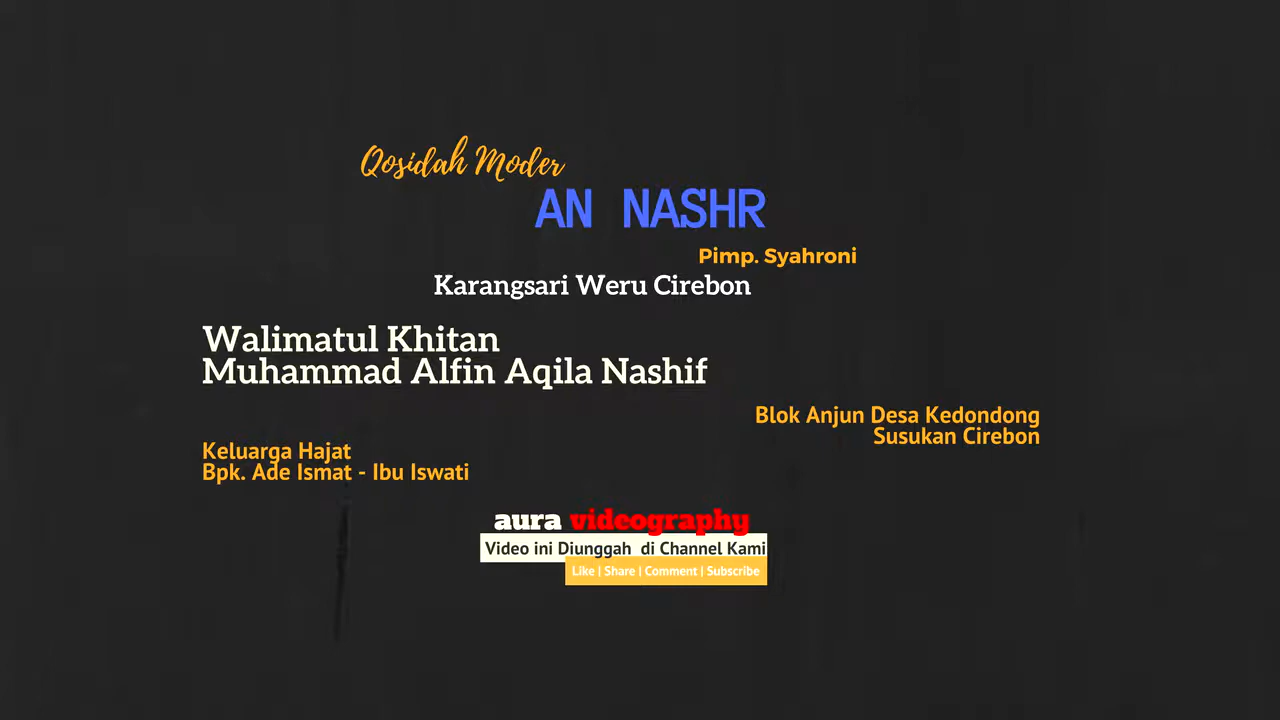 Qosidah Moder
AN NASHR
Pimp. Syahroni
Karangsari Weru Cirebon
Walimatul Khitan
Muhammad Alfin Aqila Nashif
Blok Anjun Desa Kedondong
Susukan Cirebon
Keluarga Hajat
Bpk. Ade Ismat - Ibu Iswati
aura videography
Video ini Diunggah di Channel Kami
Like | Share | Comment | Subscribe